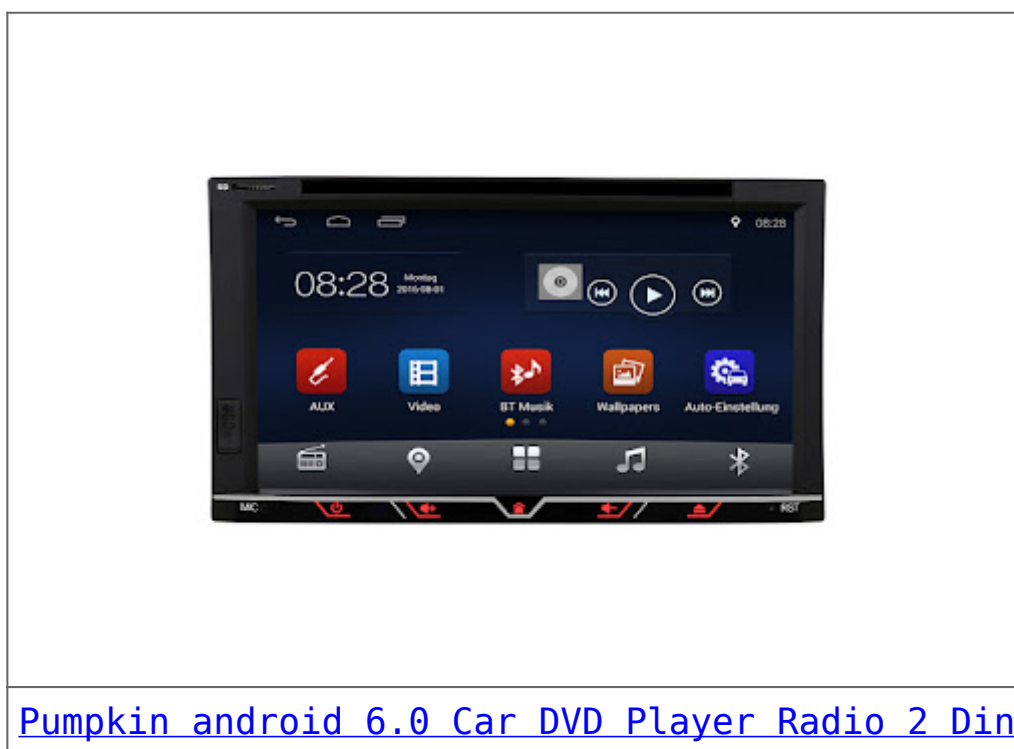 08:28
08:28
Montag
2016-08-01
AUX
Video
BT Musik
Wallpapers
Auto-Einstellung
MIC
RST
Pumpkin android 6.0 Car DVD Player Radio 2 Din